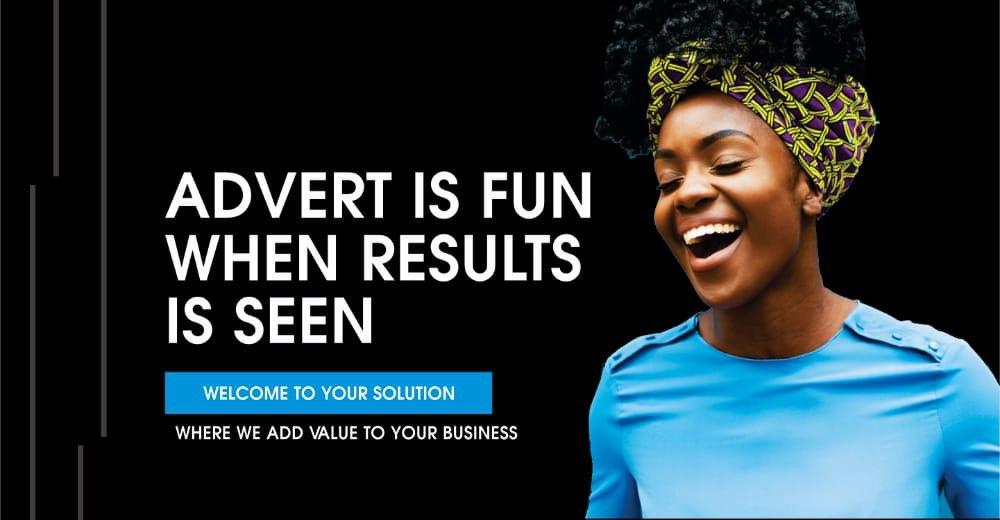 ADVERT IS FUN
WHEN RESULTS
IS SEEN
WELCOME TO YOUR SOLUTION
WHERE WE ADD VALUE TO YOUR BUSINESS